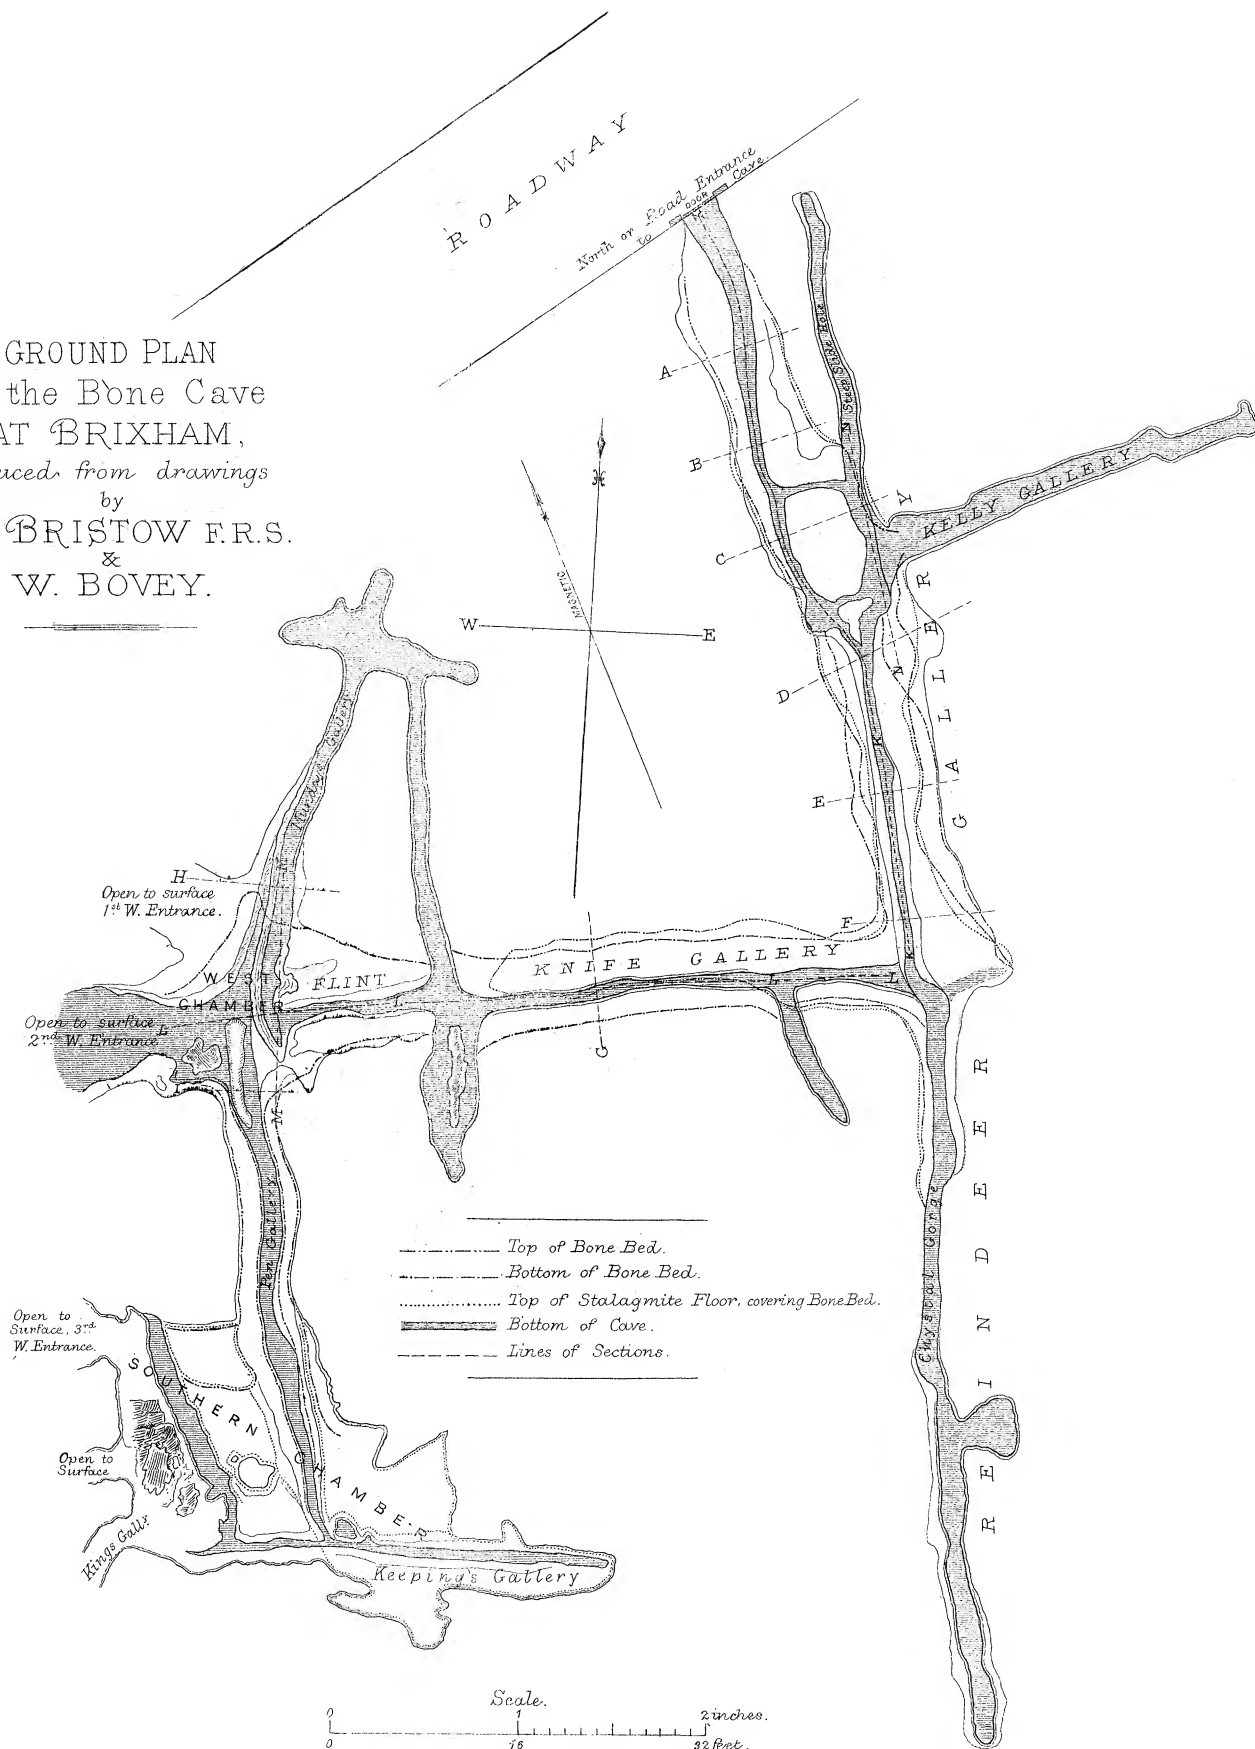 ROADWAY
North or Road Entrance
to DOOR Cave.
GROUND PLAN
the Bone Cave
AT BRIXHAM,
uced from drawings
by
BRISTOW F.R.S.
&
W. BOVEY.
A
B
C
D
E
F
G
H
W
E
MAGNETIC
N Steep Slide Hole
KELLY GALLERY
N
K
K
REINDEER GALLERY
Chrystal Gorge
Open to surface
1st W. Entrance.
WEST
CHAMBER
Open to surface
2nd W. Entrance
L
FLINT KNIFE GALLERY
L
L
L
M
Pen Gallery
Open to
Surface, 3rd
W. Entrance.
SOUTHERN CHAMBER
Open to
Surface
Kings Gally.
Keeping's Gallery
Top of Bone Bed.
Bottom of Bone Bed.
Top of Stalagmite Floor, covering Bone Bed.
Bottom of Cave.
Lines of Sections.
Scale.
0 1 2 inches.
0 16 32 feet.